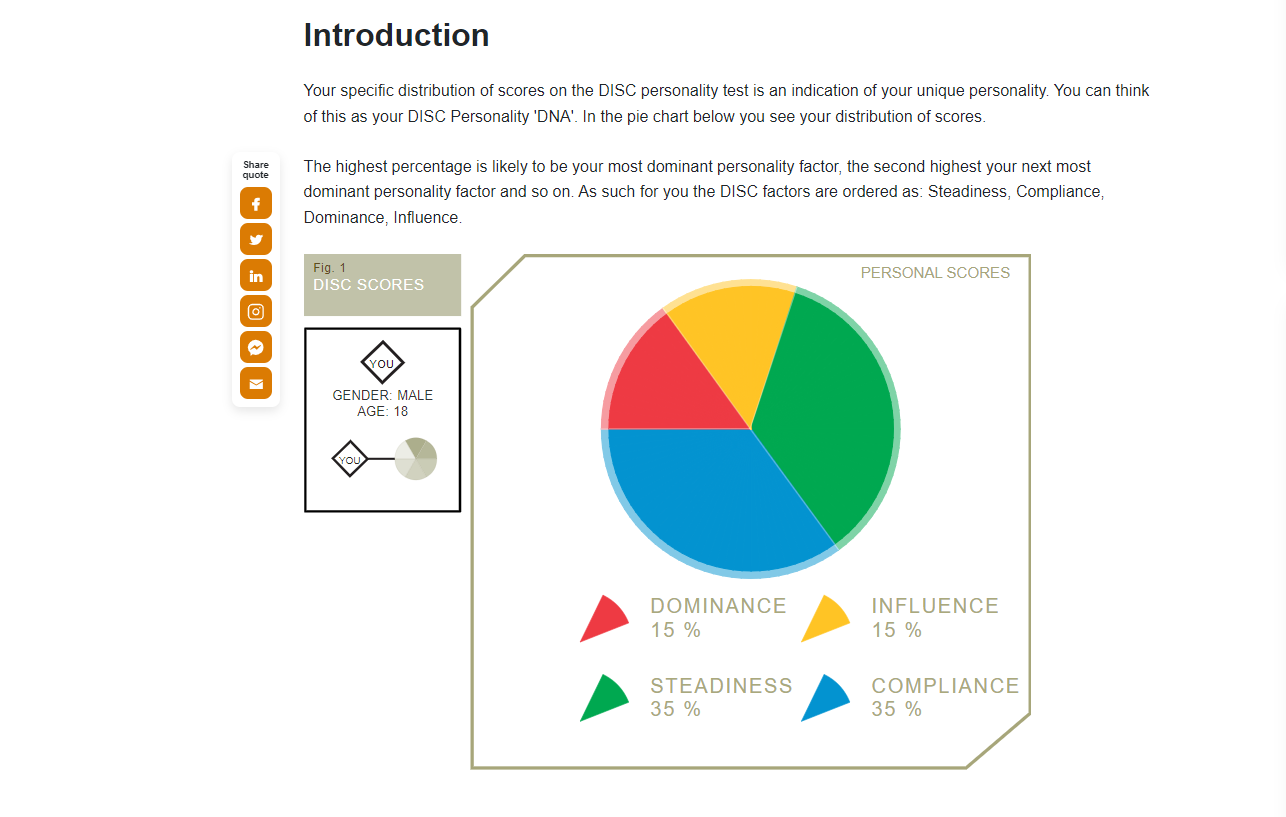 Introduction
Your specific distribution of scores on the DISC personality test is an indication of your unique personality. You can think
of this as your DISC Personality 'DNA'. In the pie chart below you see your distribution of scores.
Share
quote
The highest percentage is likely to be your most dominant personality factor, the second highest your next most
dominant personality factor and so on. As such for you the DISC factors are ordered as: Steadiness, Compliance,
Dominance, Influence.
Fig. 1
DISC SCORES
PERSONAL SCORES
YOU
GENDER: MALE
AGE: 18
YOU
DOMINANCE
15 %
INFLUENCE
15 %
STEADINESS
35 %
COMPLIANCE
35 %